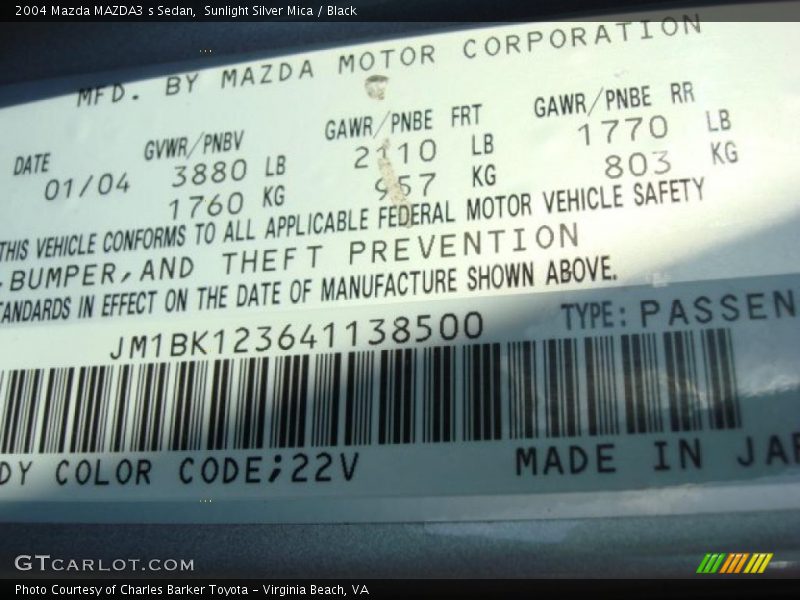 2004 Mazda MAZDA3 s Sedan, Sunlight Silver Mica / Black
MFD. BY MAZDA MOTOR CORPORATION
DATE GVWR/PNBV GAWR/PNBE FRT GAWR/PNBE RR
01/04 3880 LB 2110 LB 1770 LB
1760 KG 957 KG 803 KG
THIS VEHICLE CONFORMS TO ALL APPLICABLE FEDERAL MOTOR VEHICLE SAFETY
,BUMPER,AND THEFT PREVENTION
TANDARDS IN EFFECT ON THE DATE OF MANUFACTURE SHOWN ABOVE.
JM1BK123641138500 TYPE: PASSEN
DY COLOR CODE;22V MADE IN JAP
GTCARLOT.COM
Photo Courtesy of Charles Barker Toyota - Virginia Beach, VA